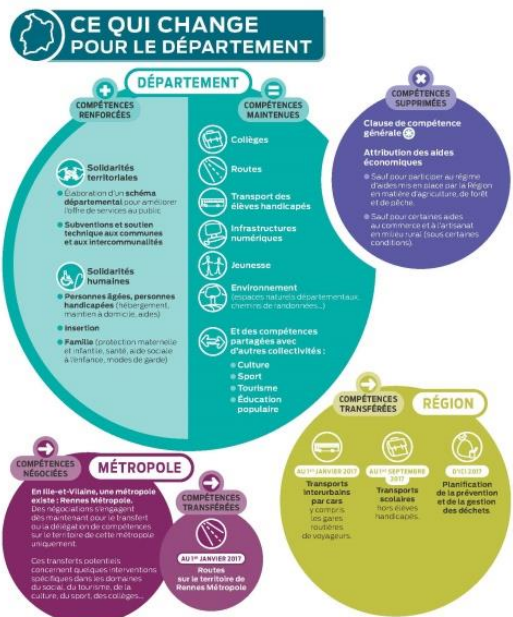 CE QUI CHANGE
POUR LE DÉPARTEMENT
DÉPARTEMENT
COMPÉTENCES
RENFORCÉES
COMPÉTENCES
MAINTENUES
Solidarités
territoriales
Élaboration d'un schéma
départemental pour améliorer
l'offre de services au public
Subventions et soutien
technique aux communes
et aux intercommunalités
Solidarités
humaines
Personnes âgées, personnes
handicapées (hébergement,
maintien à domicile, aides)
Insertion
Famille (protection maternelle
et infantile, santé, aide sociale
à l'enfance, modes de garde)
Collèges
Routes
Transport des
élèves handicapés
Infrastructures
numériques
Jeunesse
Environnement
(espaces naturels départementaux,
chemins de randonnées...)
Et des compétences
partagées avec
d'autres collectivités :
Culture
Sport
Tourisme
Éducation
populaire
COMPÉTENCES
SUPPRIMÉES
Clause de compétence
générale
Attribution des aides
économiques
Sauf pour participer au régime
d'aides mis en place par la Région
en matière d'agriculture, de forêt
et de pêche.
Sauf pour certaines aides
au commerce et à l'artisanat
en milieu rural (sous certaines
conditions).
COMPÉTENCES
TRANSFÉRÉES
RÉGION
AU 1ER JANVIER 2017
Transports
interurbains
par cars
y compris
les gares
routières
de voyageurs.
AU 1ER SEPTEMBRE
2017
Transports
scolaires
hors élèves
handicapés.
D'ICI 2017
Planification
de la prévention
et de la gestion
des déchets.
COMPÉTENCES
NÉGOCIÉES
MÉTROPOLE
En Ille-et-Vilaine, une métropole
existe : Rennes Métropole.
Des négociations s'engagent
dès maintenant pour le transfert
ou la délégation de compétences
sur le territoire de cette métropole
uniquement.
Ces transferts potentiels
concernent quelques interventions
spécifiques dans les domaines
du social, du tourisme, de la
culture, du sport, des collèges...
COMPÉTENCES
TRANSFÉRÉES
AU 1ER JANVIER 2017
Routes
sur le territoire de
Rennes Métropole